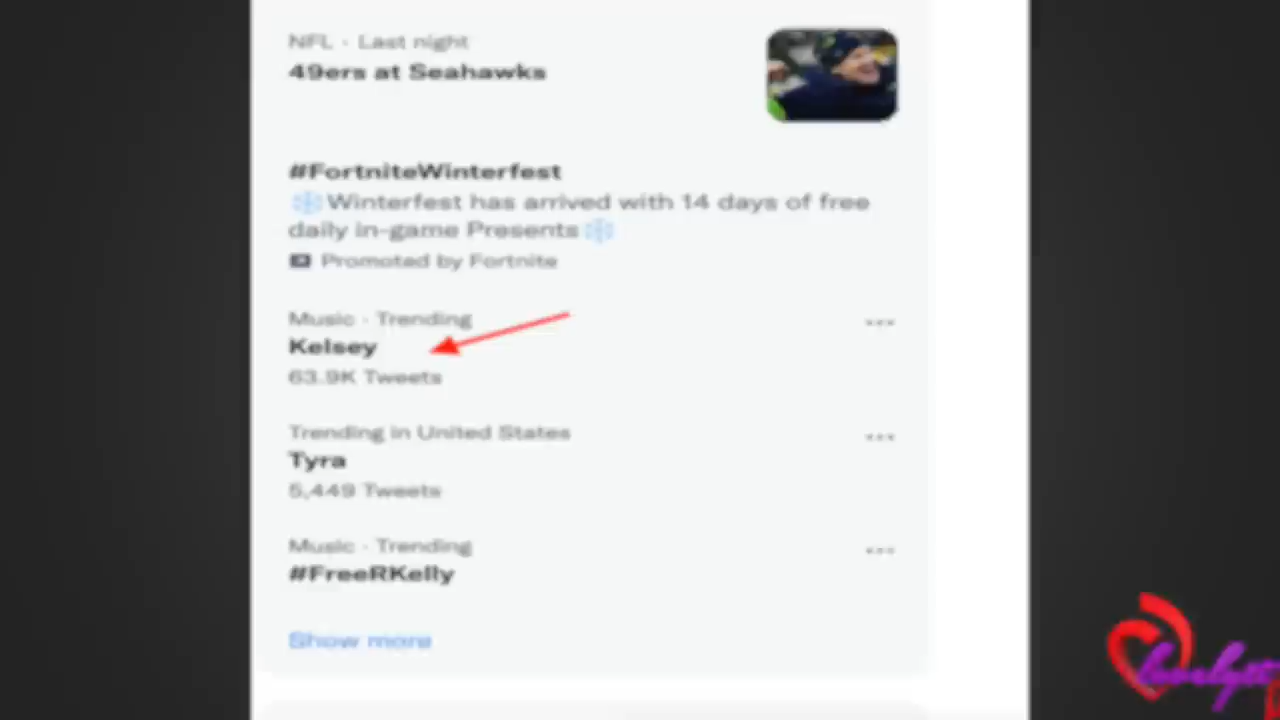 NFL · Last night
49ers at Seahawks
#FortniteWinterfest
Winterfest has arrived with 14 days of free
daily in-game Presents
Promoted by Fortnite
Music · Trending
Kelsey
63.9K Tweets
Trending in United States
Tyra
5,449 Tweets
Music · Trending
#FreeRKelly
Show more